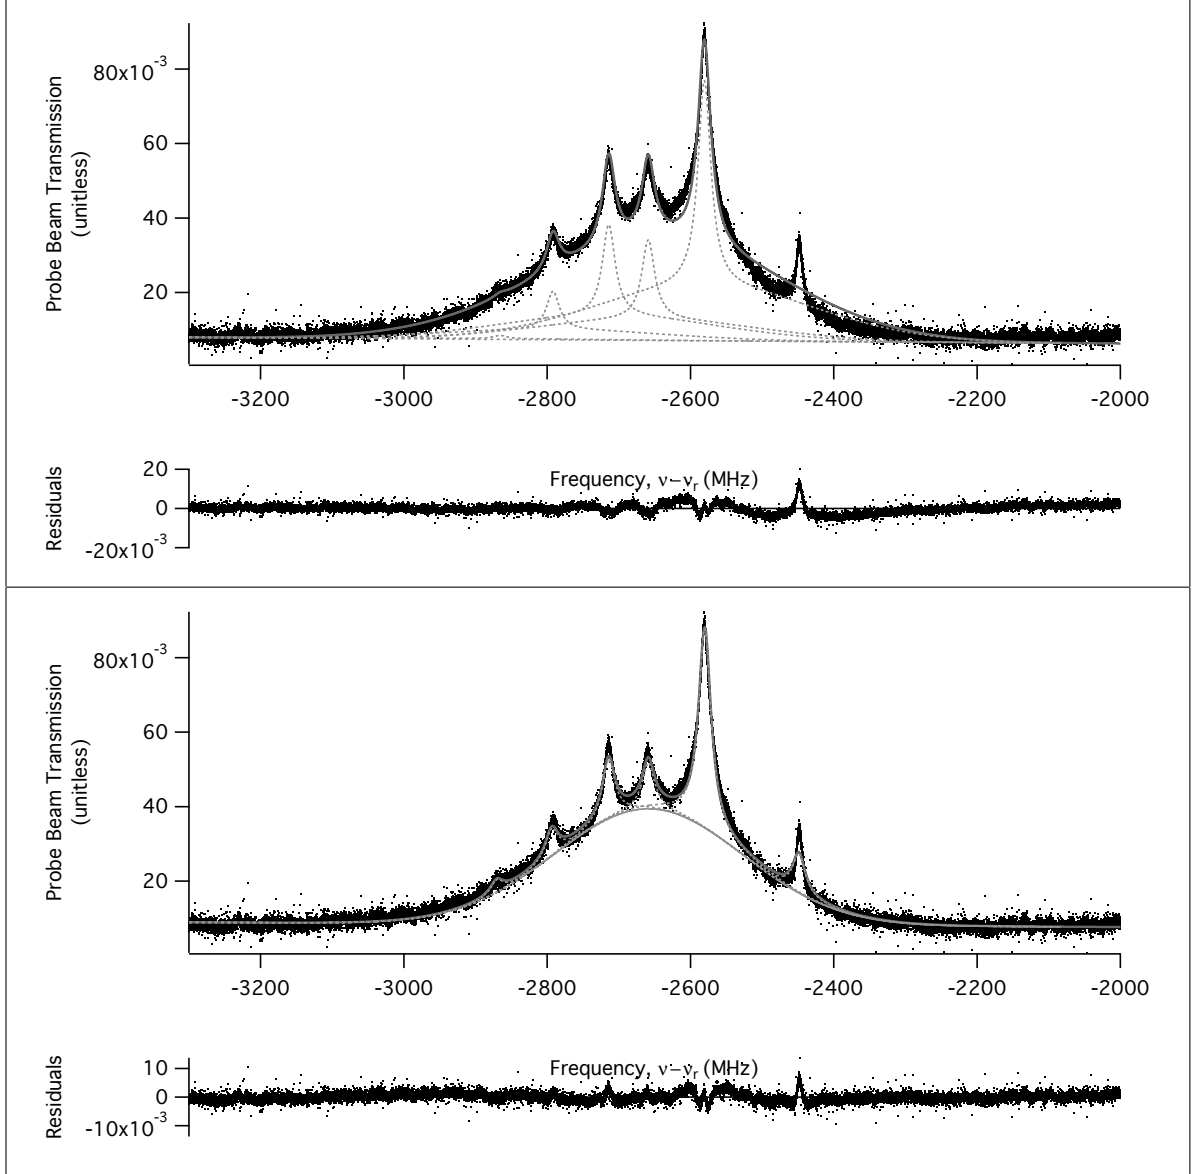 Probe Beam Transmission
(unitless)
80x10-3
60
40
20
-3200 -3000 -2800 -2600 -2400 -2200 -2000
Frequency, ν−νr (MHz)
Residuals
20
0
-20x10-3
Probe Beam Transmission
(unitless)
80x10-3
60
40
20
-3200 -3000 -2800 -2600 -2400 -2200 -2000
Frequency, ν−νr (MHz)
Residuals
10
0
-10x10-3